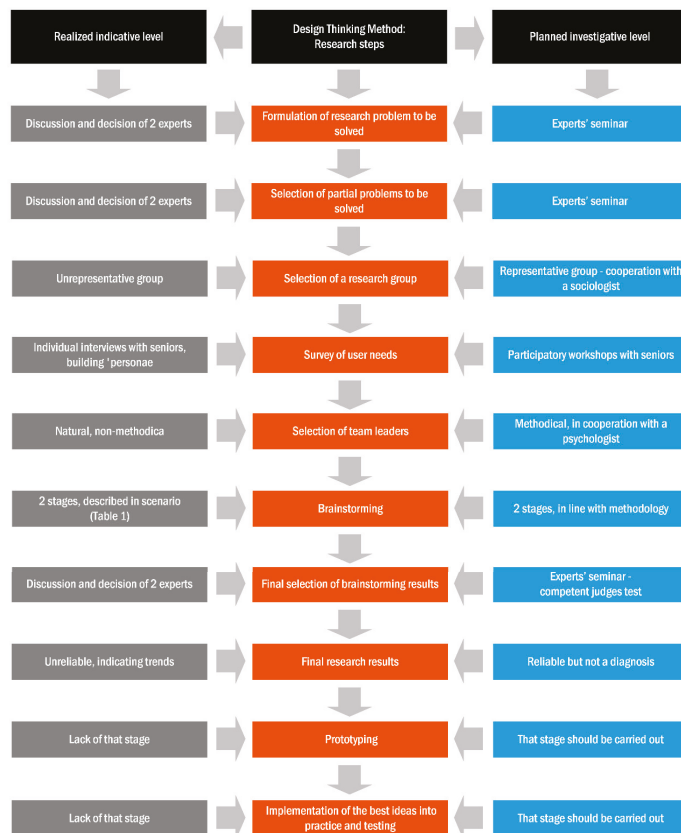 Realized indicative level
Design Thinking Method:
Research steps
Planned investigative level
Discussion and decision of 2 experts
Formulation of research problem to be
solved
Experts' seminar
Discussion and decision of 2 experts
Selection of partial problems to be
solved
Experts' seminar
Unrepresentative group
Selection of a research group
Representative group - cooperation with
a sociologist
Individual interviews with seniors,
building 'personae
Survey of user needs
Participatory workshops with seniors
Natural, non-methodica
Selection of team leaders
Methodical, in cooperation with a
psychologist
2 stages, described in scenario
(Table 1)
Brainstorming
2 stages, in line with methodology
Discussion and decision of 2 experts
Final selection of brainstorming results
Experts' seminar -
competent judges test
Unreliable, indicating trends
Final research results
Reliable but not a diagnosis
Lack of that stage
Prototyping
That stage should be carried out
Lack of that stage
Implementation of the best ideas into
practice and testing
That stage should be carried out